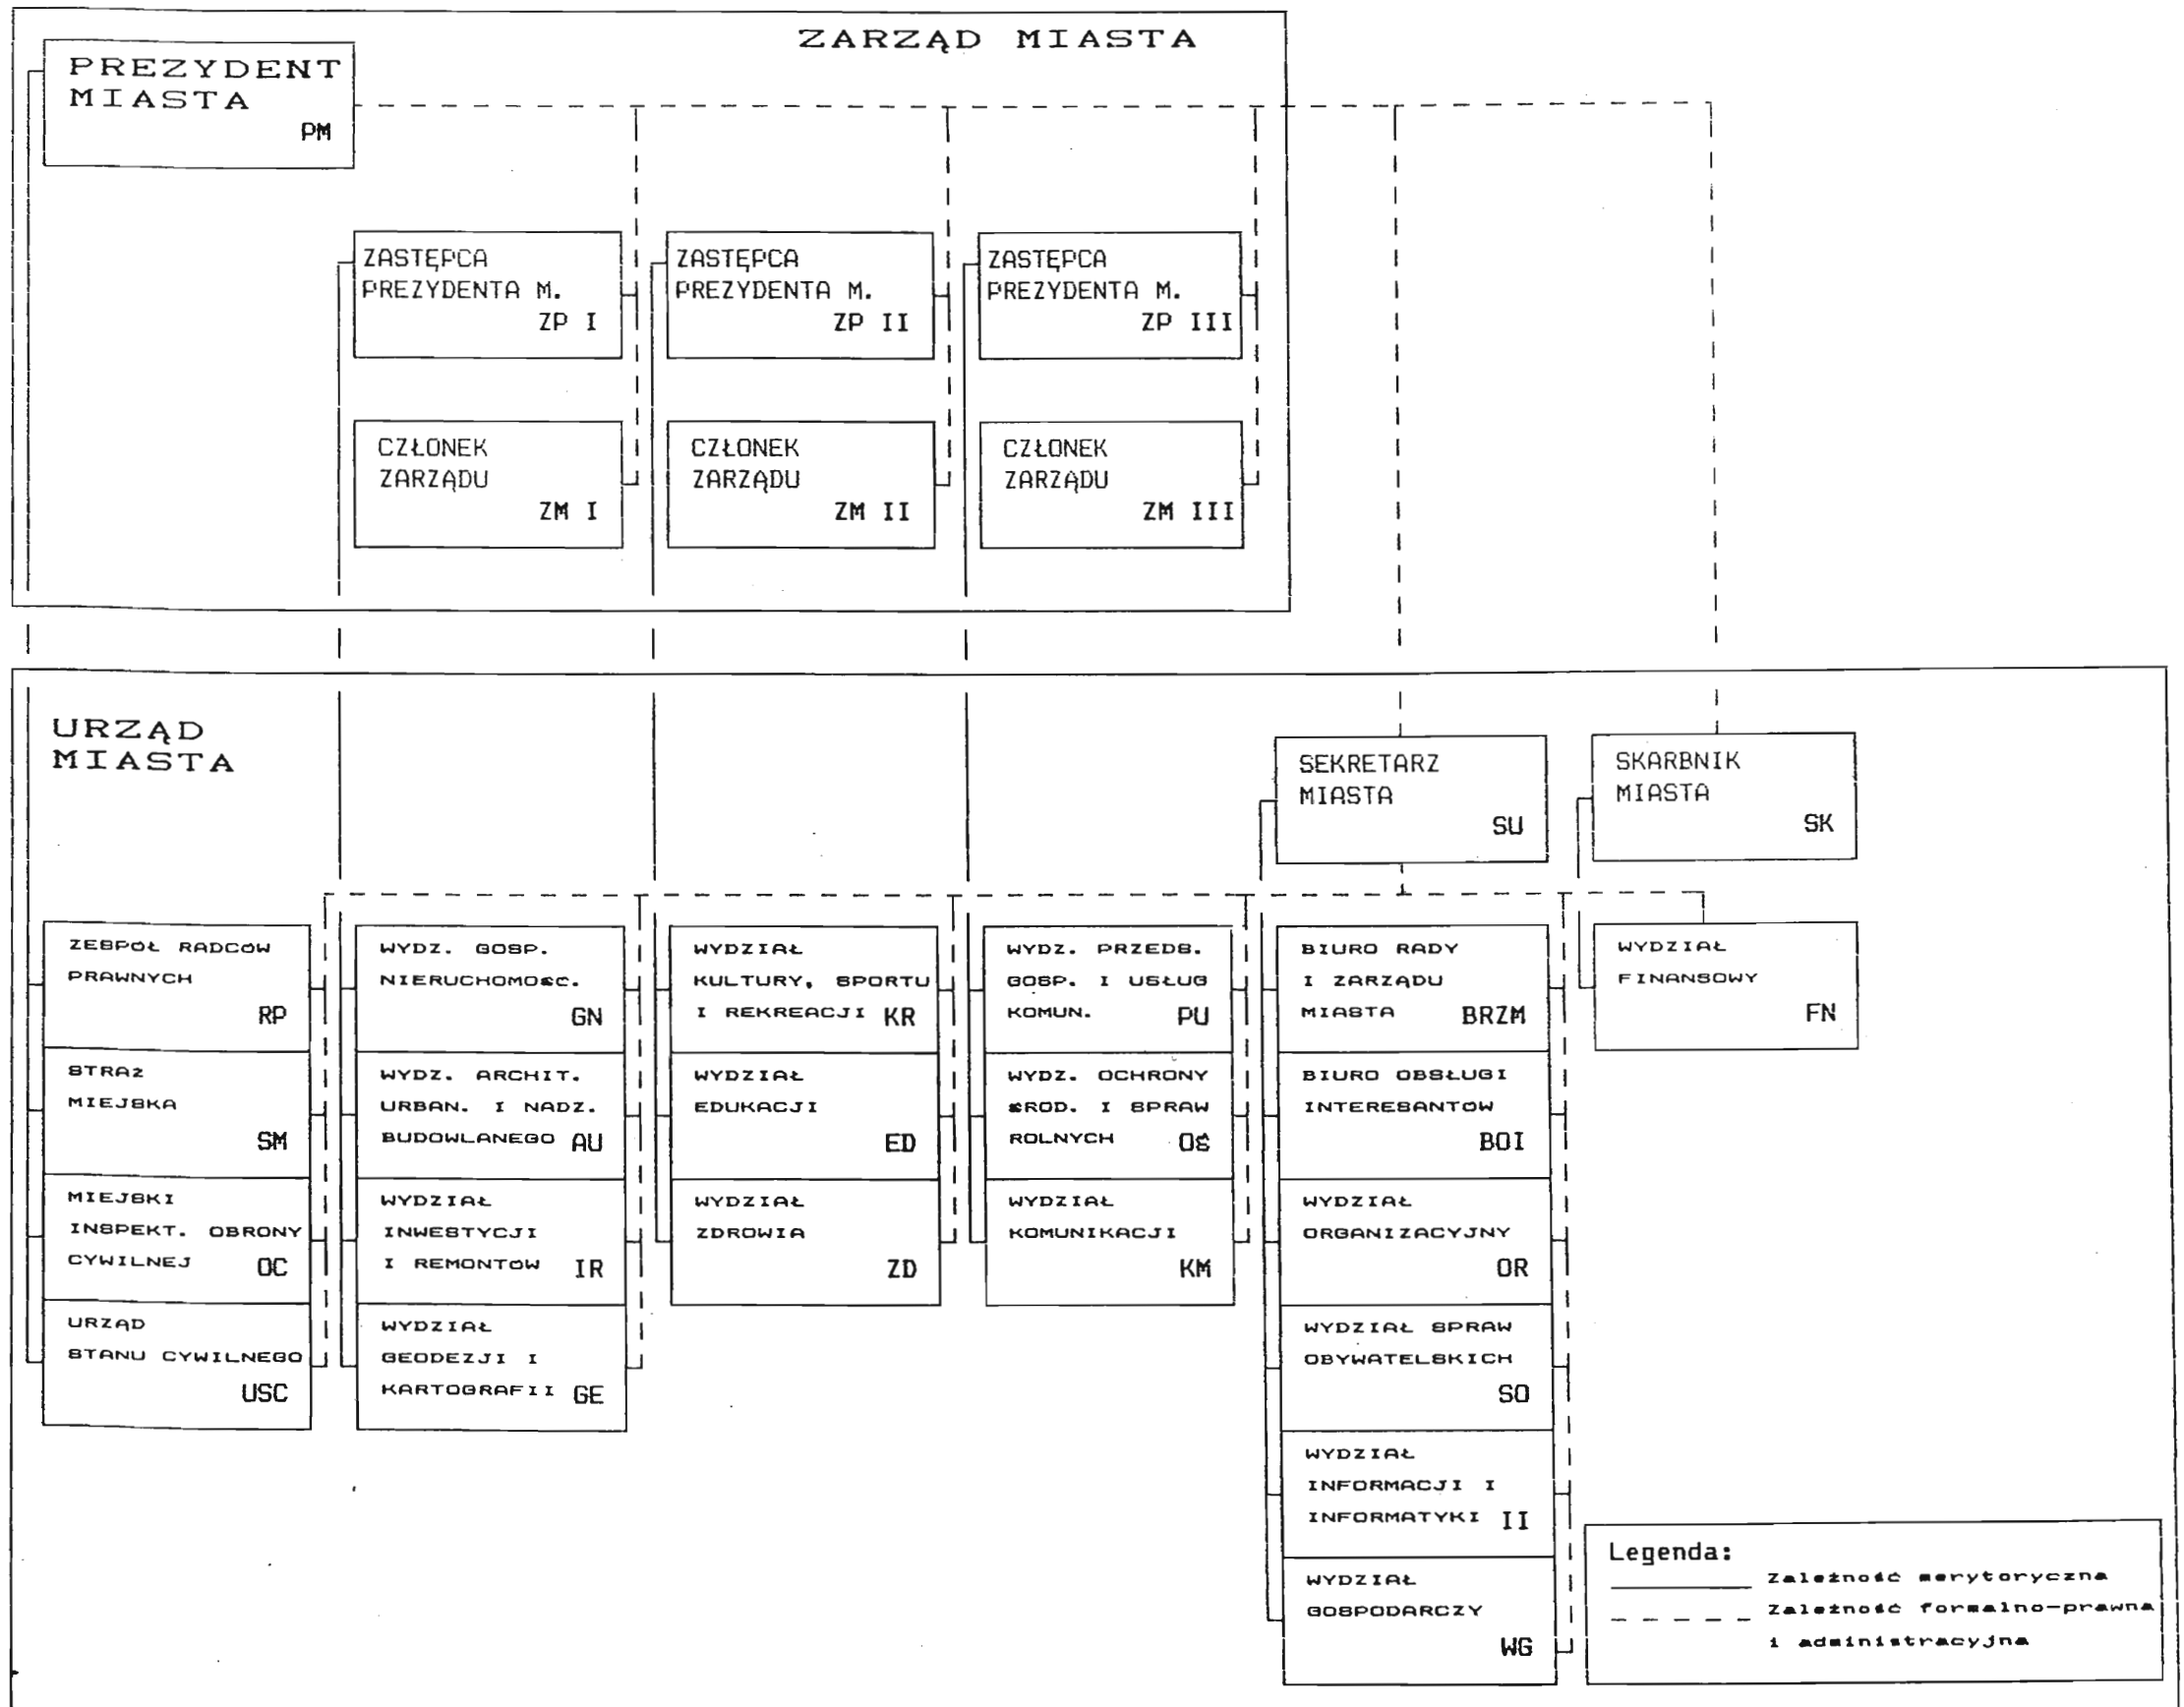 ZARZĄD MIASTA
PREZYDENT
MIASTA
PM
ZASTĘPCA
PREZYDENTA M.
ZP I
ZASTĘPCA
PREZYDENTA M.
ZP II
ZASTĘPCA
PREZYDENTA M.
ZP III
CZŁONEK
ZARZĄDU
ZM I
CZŁONEK
ZARZĄDU
ZM II
CZŁONEK
ZARZĄDU
ZM III
URZĄD
MIASTA
SEKRETARZ
MIASTA
SU
SKARBNIK
MIASTA
SK
ZESPÓŁ RADCÓW
PRAWNYCH
RP
STRAŻ
MIEJSKA
SM
MIEJSKI
INSPEKT. OBRONY
CYWILNEJ OC
URZĄD
STANU CYWILNEGO
USC
WYDZ. GOSP.
NIERUCHOMOŚC.
GN
WYDZ. ARCHIT.
URBAN. I NADZ.
BUDOWLANEGO AU
WYDZIAŁ
INWESTYCJI
I REMONTÓW IR
WYDZIAŁ
GEODEZJI I
KARTOGRAFII GE
WYDZIAŁ
KULTURY, SPORTU
I REKREACJI KR
WYDZIAŁ
EDUKACJI
ED
WYDZIAŁ
ZDROWIA
ZD
WYDZ. PRZEDS.
GOSP. I USŁUG
KOMUN. PU
WYDZ. OCHRONY
ŚROD. I SPRAW
ROLNYCH OŚ
WYDZIAŁ
KOMUNIKACJI
KM
BIURO RADY
I ZARZĄDU
MIASTA BRZM
BIURO OBSŁUGI
INTERESANTÓW
BOI
WYDZIAŁ
ORGANIZACYJNY
OR
WYDZIAŁ SPRAW
OBYWATELSKICH
SO
WYDZIAŁ
INFORMACJI I
INFORMATYKI II
WYDZIAŁ
GOSPODARCZY
WG
WYDZIAŁ
FINANSOWY
FN
Legenda:
Zależność merytoryczna
Zależność formalno-prawna
i administracyjna